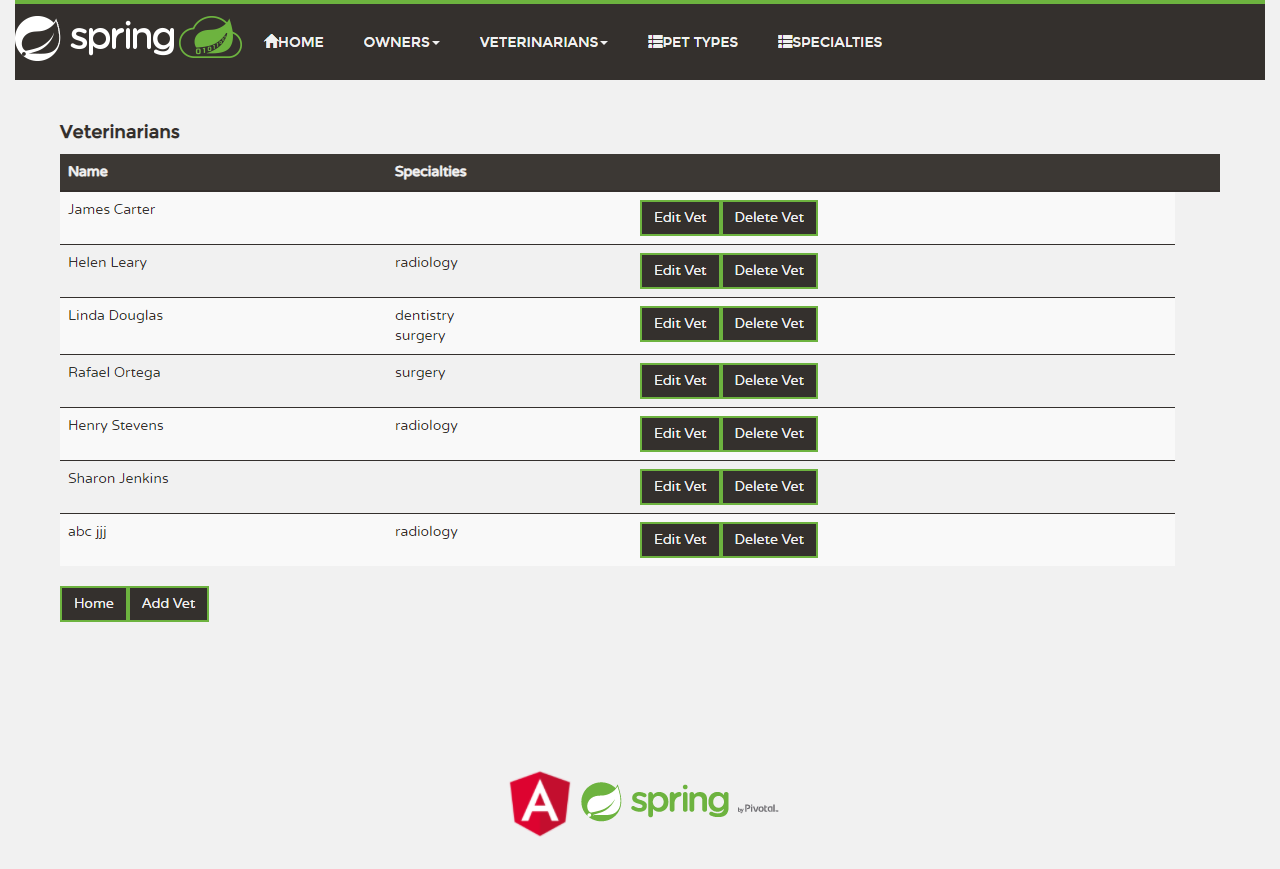 spring HOME OWNERS VETERINARIANS PET TYPES SPECIALTIES
Veterinarians
Name Specialties
James Carter Edit Vet Delete Vet
Helen Leary radiology Edit Vet Delete Vet
Linda Douglas dentistry Edit Vet Delete Vet
surgery
Rafael Ortega surgery Edit Vet Delete Vet
Henry Stevens radiology Edit Vet Delete Vet
Sharon Jenkins Edit Vet Delete Vet
abc jjj radiology Edit Vet Delete Vet
Home Add Vet
A spring by Pivotal.